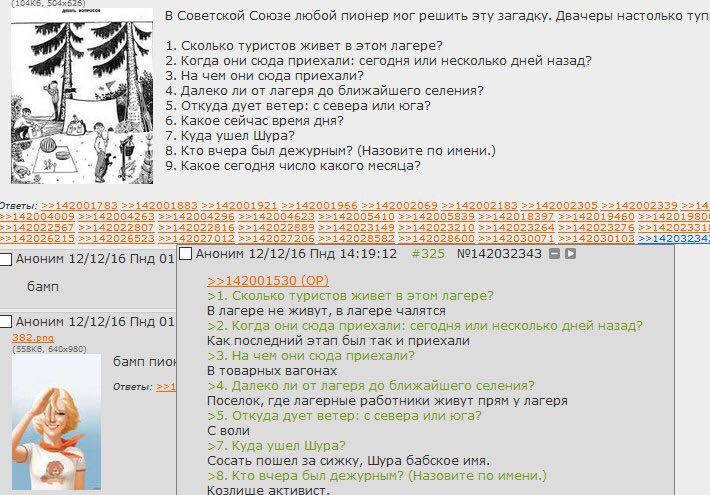 (104Кб, 504x626)
ДЕВЯТЬ ВОПРОСОВ
В Советской Союзе любой пионер мог решить эту загадку. Двачеры настолько
1. Сколько туристов живет в этом лагере?
2. Когда они сюда приехали: сегодня или несколько дней назад?
3. На чем они сюда приехали?
4. Далеко ли от лагеря до ближайшего селения?
5. Откуда дует ветер: с севера или юга?
6. Какое сейчас время дня?
7. Куда ушел Шура?
8. Кто вчера был дежурным? (Назовите по имени.)
9. Какое сегодня число какого месяца?
Ответы: >>142001783 >>142001883 >>142001921 >>142001966 >>142002069 >>142002183 >>142002305 >>142002339 >>14
>>142004009 >>142004263 >>142004296 >>142004623 >>142005410 >>142005839 >>142018397 >>142019460 >>14201980
>>142022567 >>142022807 >>142022816 >>142022889 >>142023149 >>142023210 >>142023264 >>142023276 >>14202331
>>142026215 >>142026523 >>142027012 >>142027206 >>142028582 >>142028600 >>142030071 >>142030103 >>14203234
Аноним 12/12/16 Пнд 01
бамп
Аноним 12/12/16 Пнд 01
382.png
(558Кб, 640x980)
бамп
Ответы: >>1
Аноним 12/12/16 Пнд 14:19:12 #325 №142032343
>>142001530 (OP)
>1. Сколько туристов живет в этом лагере?
В лагере не живут, в лагере чалятся
>2. Когда они сюда приехали: сегодня или несколько дней назад?
Как последний этап был так и приехали
>3. На чем они сюда приехали?
В товарных вагонах
>4. Далеко ли от лагеря до ближайшего селения?
Поселок, где лагерные работники живут прям у лагеря
>5. Откуда дует ветер: с севера или юга?
С воли
>7. Куда ушел Шура?
Сосать пошел за сижку, Шура бабское имя.
>8. Кто вчера был дежурным? (Назовите по имени.)
Козлище активист.